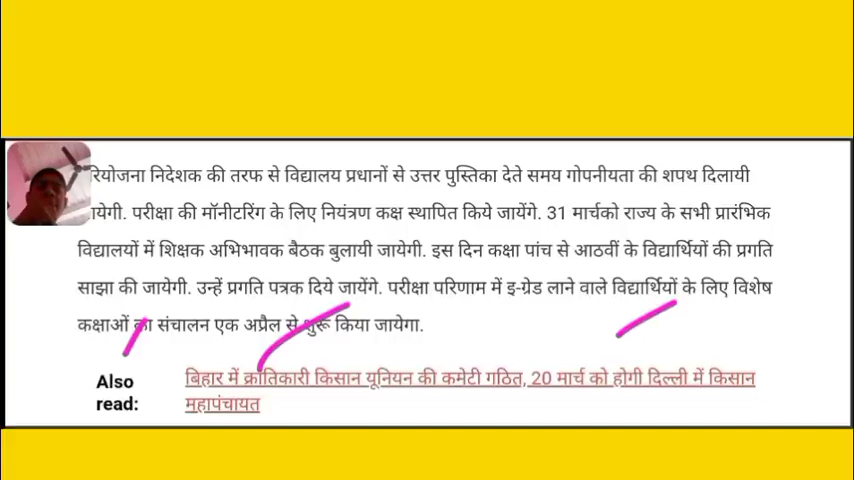 रियोजना निदेशक की तरफ से विद्यालय प्रधानों से उत्तर पुस्तिका देते समय गोपनीयता की शपथ दिलायी
ायेगी. परीक्षा की मॉनीटरिंग के लिए नियंत्रण कक्ष स्थापित किये जायेंगे. 31 मार्चको राज्य के सभी प्रारंभिक
विद्यालयों में शिक्षक अभिभावक बैठक बुलायी जायेगी. इस दिन कक्षा पांच से आठवीं के विद्यार्थियों की प्रगति
साझा की जायेगी. उन्हें प्रगति पत्रक दिये जायेंगे. परीक्षा परिणाम में इ-ग्रेड लाने वाले विद्यार्थियों के लिए विशेष
कक्षाओं का संचालन एक अप्रैल से शुरू किया जायेगा.
Also read:
बिहार में क्रांतिकारी किसान यूनियन की कमेटी गठित, 20 मार्च को होगी दिल्ली में किसान
महापंचायत